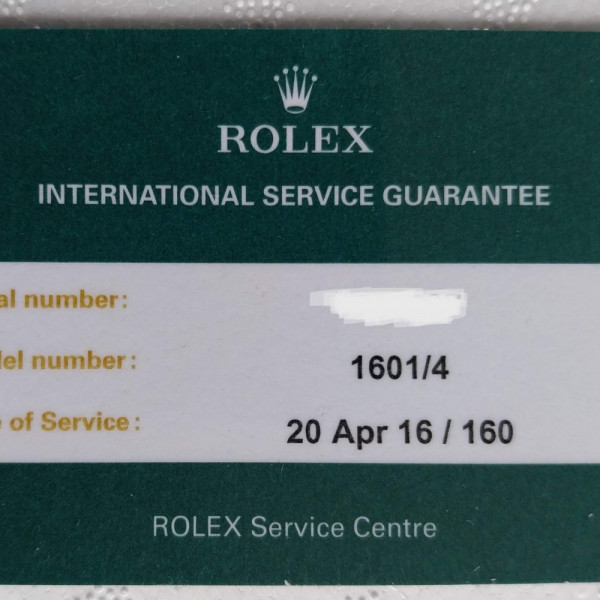 ROLEX
INTERNATIONAL SERVICE GUARANTEE
al number:
del number: 1601/4
e of Service: 20 Apr 16 / 160
ROLEX Service Centre